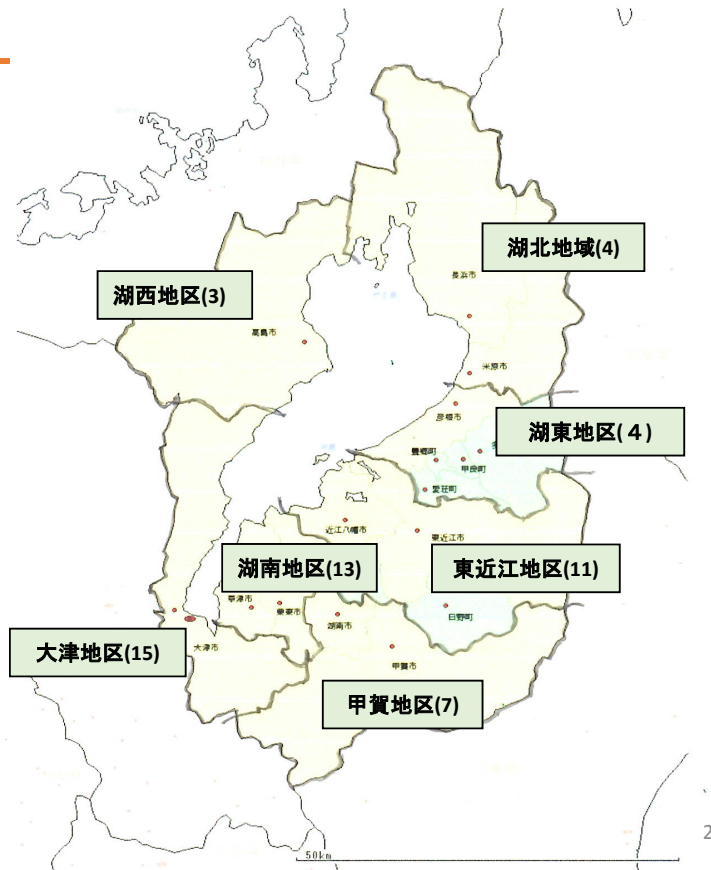 湖北地域(4)
長浜市
湖西地区(3)
高島市
米原市
彦根市
湖東地区(４)
豊郷町
甲良町
愛荘町
近江八幡市
東近江市
湖南地区(13)
東近江地区(11)
草津市
栗東市
湖南市
日野町
大津地区(15)
大津市
甲賀市
甲賀地区(7)
50km
2